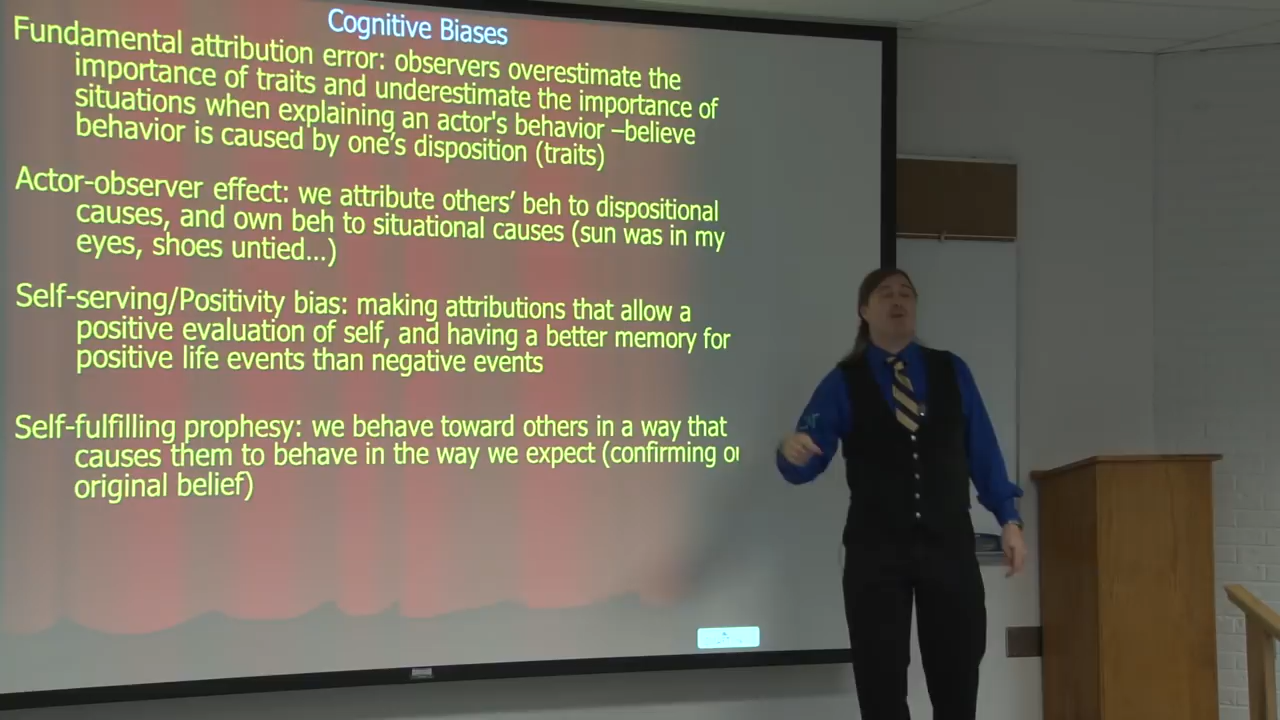 Cognitive Biases
Fundamental attribution error: observers overestimate the
importance of traits and underestimate the importance of
situations when explaining an actor's behavior –believe
behavior is caused by one's disposition (traits)
Actor-observer effect: we attribute others' beh to dispositional
causes, and own beh to situational causes (sun was in my
eyes, shoes untied...)
Self-serving/Positivity bias: making attributions that allow a
positive evaluation of self, and having a better memory for
positive life events than negative events
Self-fulfilling prophesy: we behave toward others in a way that
causes them to behave in the way we expect (confirming
original belief)